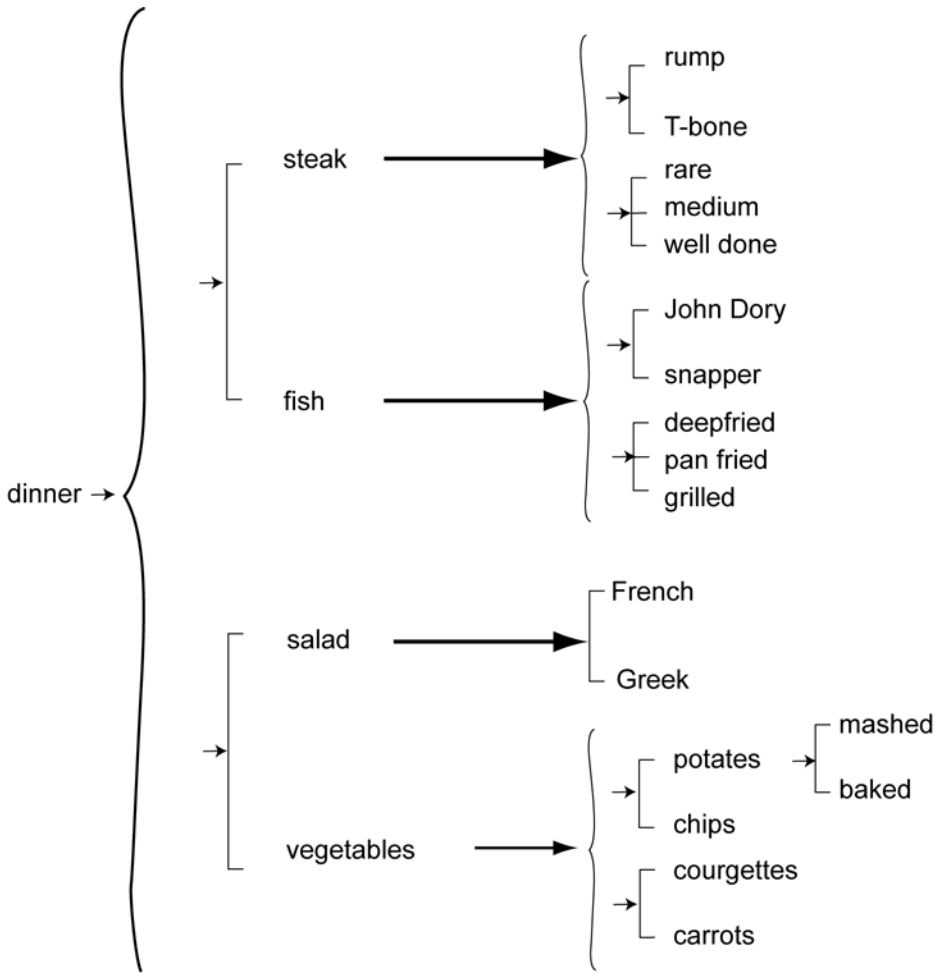 rump
T-bone
steak
rare
medium
well done
John Dory
snapper
fish
deepfried
pan fried
grilled
dinner
French
salad
Greek
mashed
potates
baked
chips
vegetables
courgettes
carrots